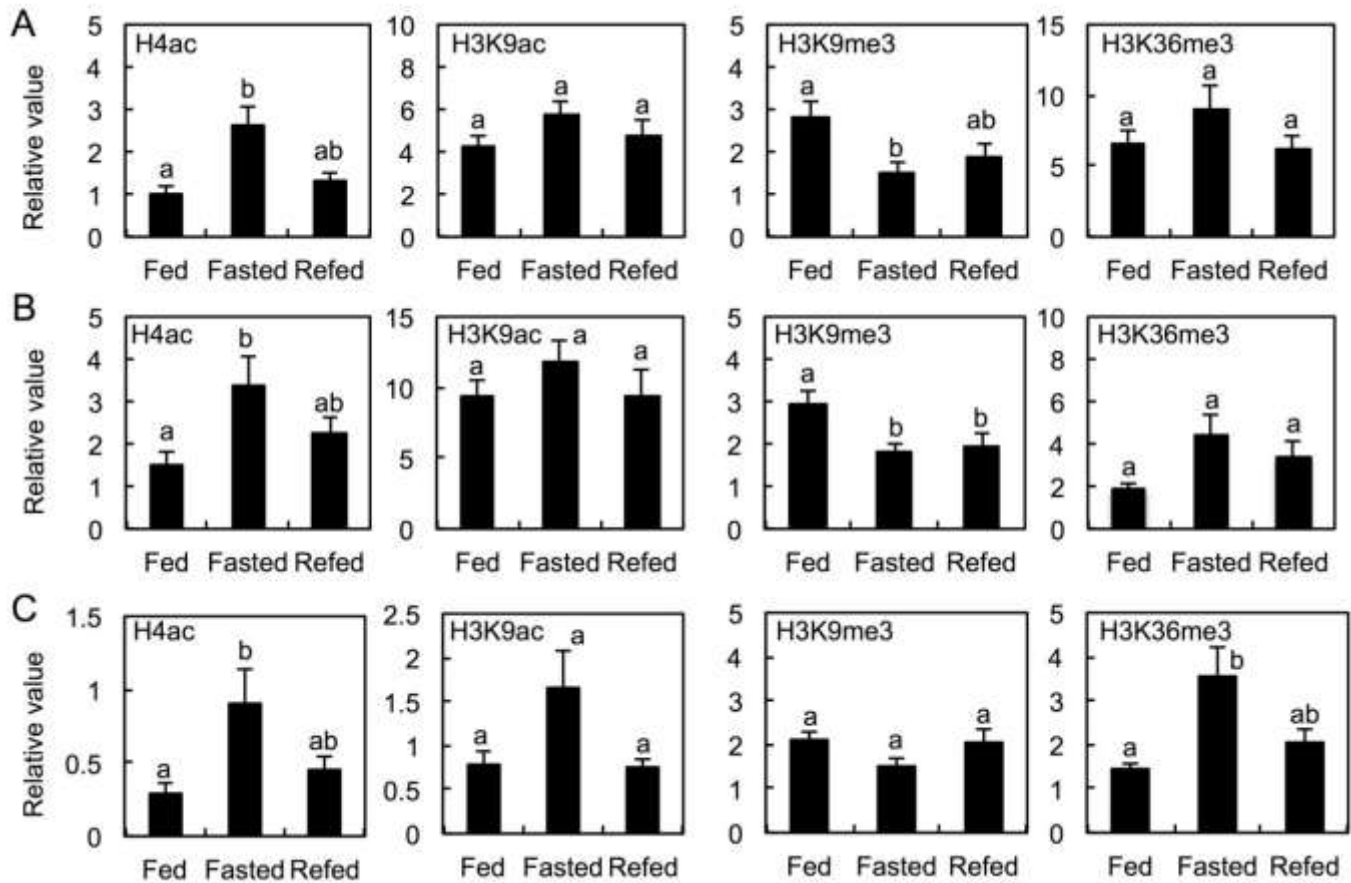 A
Relative value
H4ac
5
4
3
2
1
0
a
b
ab
Fed Fasted Refed
H3K9ac
10
8
6
4
2
0
a
a
a
Fed Fasted Refed
H3K9me3
5
4
3
2
1
0
a
b
ab
Fed Fasted Refed
H3K36me3
15
10
5
0
a
a
a
Fed Fasted Refed
B
Relative value
H4ac
5
4
3
2
1
0
a
b
ab
Fed Fasted Refed
H3K9ac
15
10
5
0
a
a
a
Fed Fasted Refed
H3K9me3
5
4
3
2
1
0
a
b
b
Fed Fasted Refed
H3K36me3
10
8
6
4
2
0
a
a
a
Fed Fasted Refed
C
Relative value
H4ac
1.5
1
0.5
0
a
b
ab
Fed Fasted Refed
H3K9ac
2.5
2
1.5
1
0.5
0
a
a
a
Fed Fasted Refed
H3K9me3
5
4
3
2
1
0
a
a
a
Fed Fasted Refed
H3K36me3
5
4
3
2
1
0
a
b
ab
Fed Fasted Refed